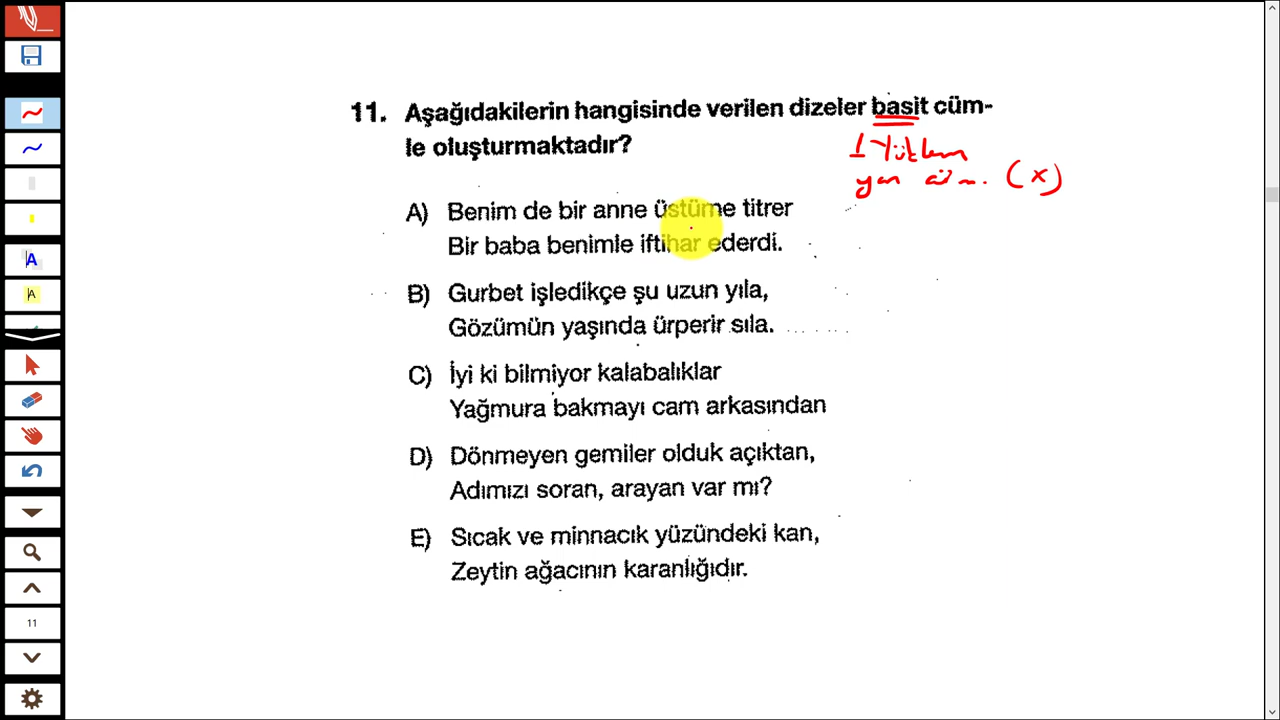 11. Aşağıdakilerin hangisinde verilen dizeler basit cüm-
le oluşturmaktadır?
1 Yüklem
yan cüm. (x)
A) Benim de bir anne üstüme titrer
Bir baba benimle iftihar ederdi.
B) Gurbet işledikçe şu uzun yıla,
Gözümün yaşında ürperir sıla.
C) İyi ki bilmiyor kalabalıklar
Yağmura bakmayı cam arkasından
D) Dönmeyen gemiler olduk açıktan,
Adımızı soran, arayan var mı?
E) Sıcak ve minnacık yüzündeki kan,
Zeytin ağacının karanlığıdır.
A
A
11